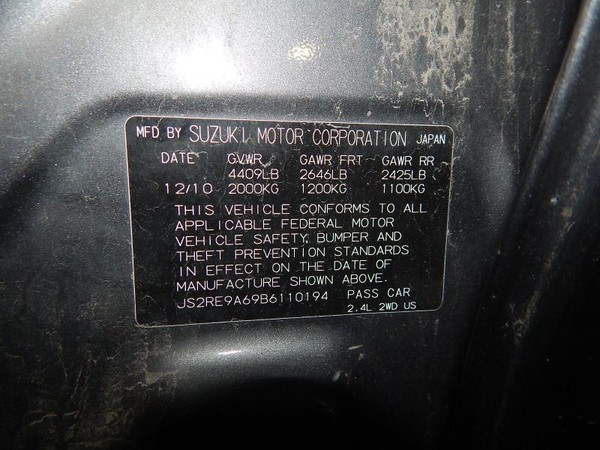 MFD BY SUZUKI MOTOR CORPORATION JAPAN
DATE GVWR GAWR FRT GAWR RR
4409LB 2646LB 2425LB
12/10 2000KG 1200KG 1100KG
THIS VEHICLE CONFORMS TO ALL
APPLICABLE FEDERAL MOTOR
VEHICLE SAFETY, BUMPER AND
THEFT PREVENTION STANDARDS
IN EFFECT ON THE DATE OF
MANUFACTURE SHOWN ABOVE.
JS2RE9A69B6110194 PASS CAR
2.4L 2WD US